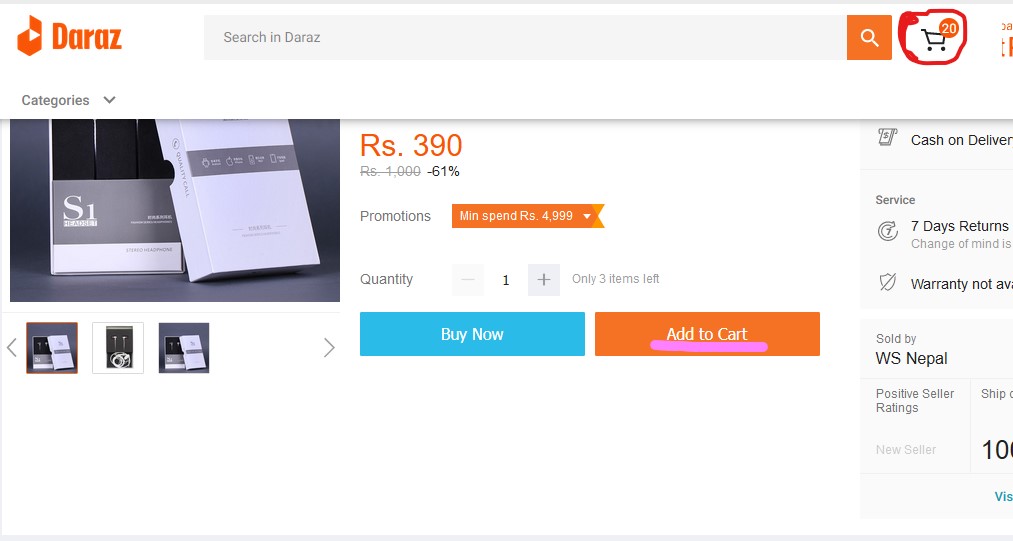 Daraz
Search in Daraz
20
Categories
S1
HEADSET
STEREO HEADPHONE
QUALITY CALL
Rs. 390
Rs. 1,000 -61%
Promotions Min spend Rs. 4,999
Quantity 1 Only 3 items left
Buy Now Add to Cart
Cash on Deliver
Service
7 Days Returns
Change of mind is
Warranty not ava
Sold by
WS Nepal
Positive Seller
Ratings
Ship o
New Seller
100
Vis